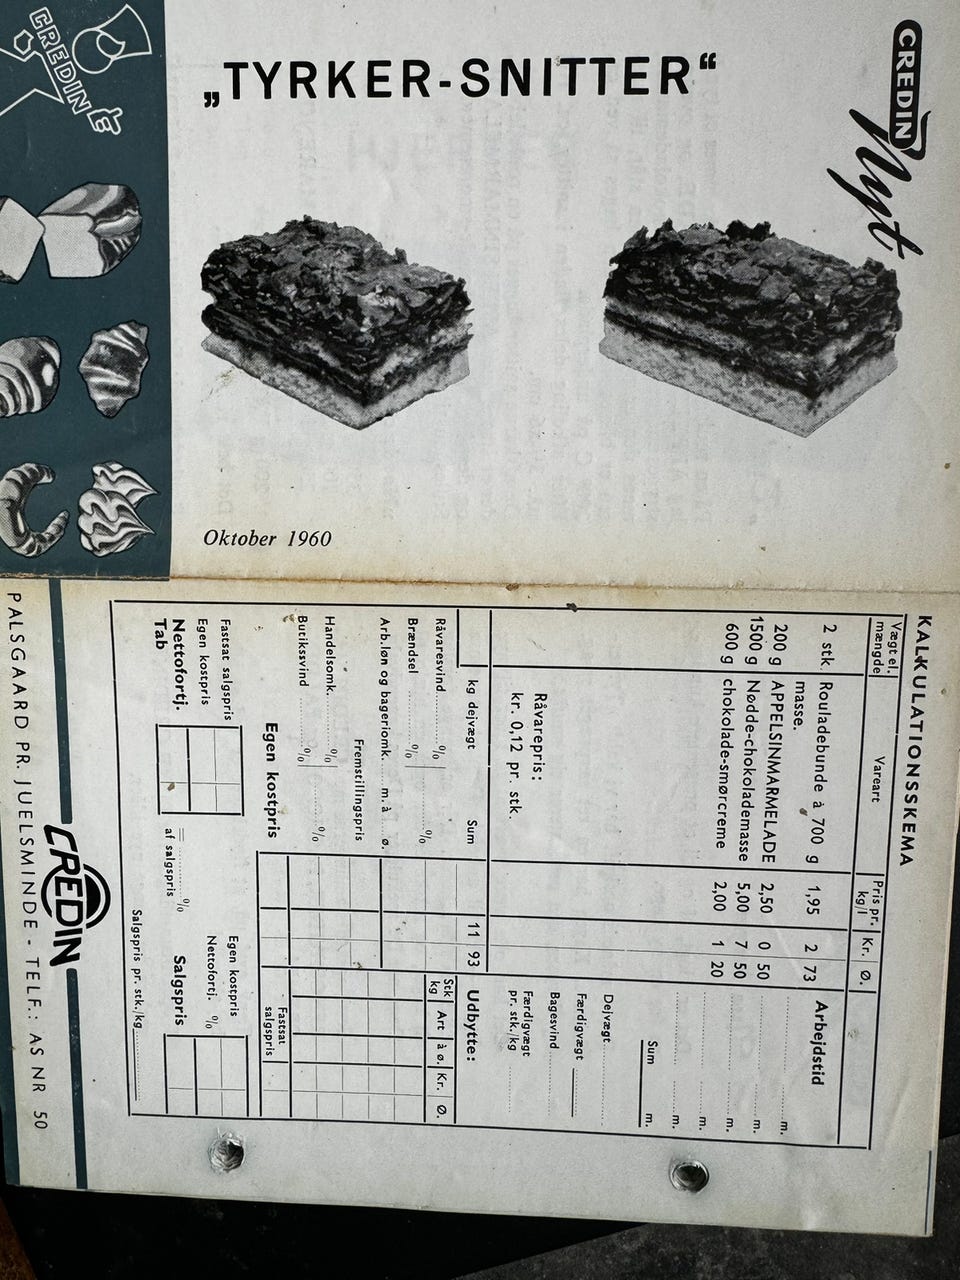 CREDIN
CREDIN Nyt
„TYRKER-SNITTER“
Oktober 1960
KALKULATIONSSKEMA
Vægt el. mængde Vareart Pris pr. kg/l Kr. Ø.
2 stk. Rouladebunde à 700 g masse. 1,95 2 73
200 g APPELSINMARMELADE 2,50 0 50
1500 g Nødde-chokolademasse 5,00 7 50
600 g chokolade-smørcreme 2,00 1 20
Råvarepris:
kr. 0,12 pr. stk.
Arbejdstid
m.
m.
m.
m.
m.
Sum m.
Dejvægt
Færdigvægt
Bagesvind
Færdigvægt
pr. stk./kg
kg dejvægt Sum 11 93
Råvaresvind %
Brændsel % %
Arb.løn og bageriomk. m. à ø.
Fremstillingspris
Handelsomk. %
Butikssvind % %
Egen kostpris
Udbytte:
Stk kg Art à ø. Kr. Ø.
Fastsat salgspris
Fastsat salgspris
Egen kostpris
Nettofortj.
Tab
= % af salgspris
Egen kostpris
Nettofortj. %
Salgspris
Salgspris pr. stk./kg
CREDIN
PALSGAARD PR. JUELSMINDE - TELF.: AS NR 50